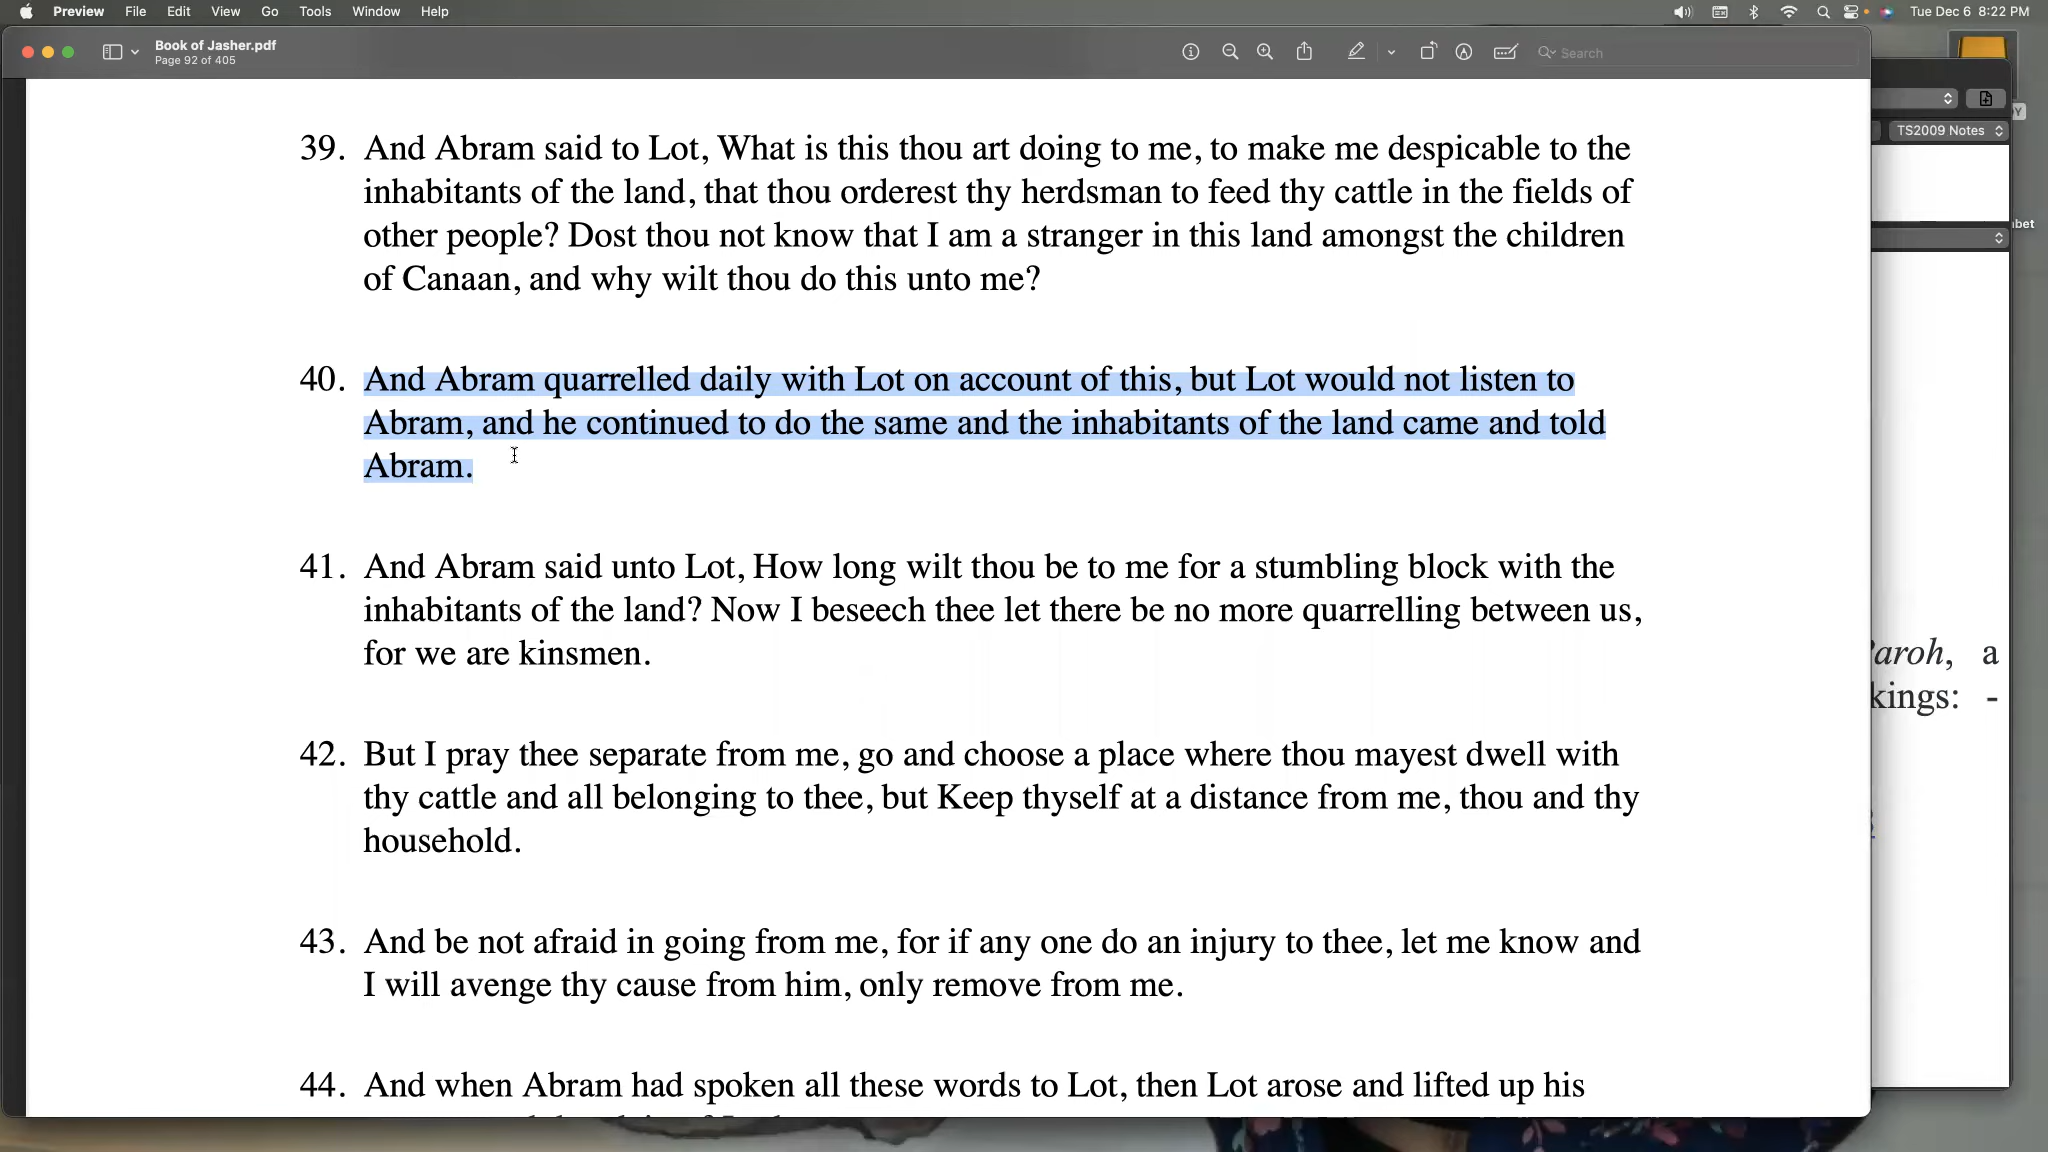 Preview File Edit View Go Tools Window Help Tue Dec 6 8:22 PM
Book of Jasher.pdf
Page 92 of 405
Search
TS2009 Notes
39. And Abram said to Lot, What is this thou art doing to me, to make me despicable to the
inhabitants of the land, that thou orderest thy herdsman to feed thy cattle in the fields of
other people? Dost thou not know that I am a stranger in this land amongst the children
of Canaan, and why wilt thou do this unto me?
40. And Abram quarrelled daily with Lot on account of this, but Lot would not listen to
Abram, and he continued to do the same and the inhabitants of the land came and told
Abram.
41. And Abram said unto Lot, How long wilt thou be to me for a stumbling block with the
inhabitants of the land? Now I beseech thee let there be no more quarrelling between us,
for we are kinsmen.
aroh, a
kings: -
42. But I pray thee separate from me, go and choose a place where thou mayest dwell with
thy cattle and all belonging to thee, but Keep thyself at a distance from me, thou and thy
household.
43. And be not afraid in going from me, for if any one do an injury to thee, let me know and
I will avenge thy cause from him, only remove from me.
44. And when Abram had spoken all these words to Lot, then Lot arose and lifted up his